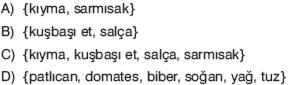 A) {kıyma, sarmısak}
B) {kuşbaşı et, salça}
C) {kıyma, kuşbaşı et, salça, sarmısak}
D) {patlıcan, domates, biber, soğan, yağ, tuz}